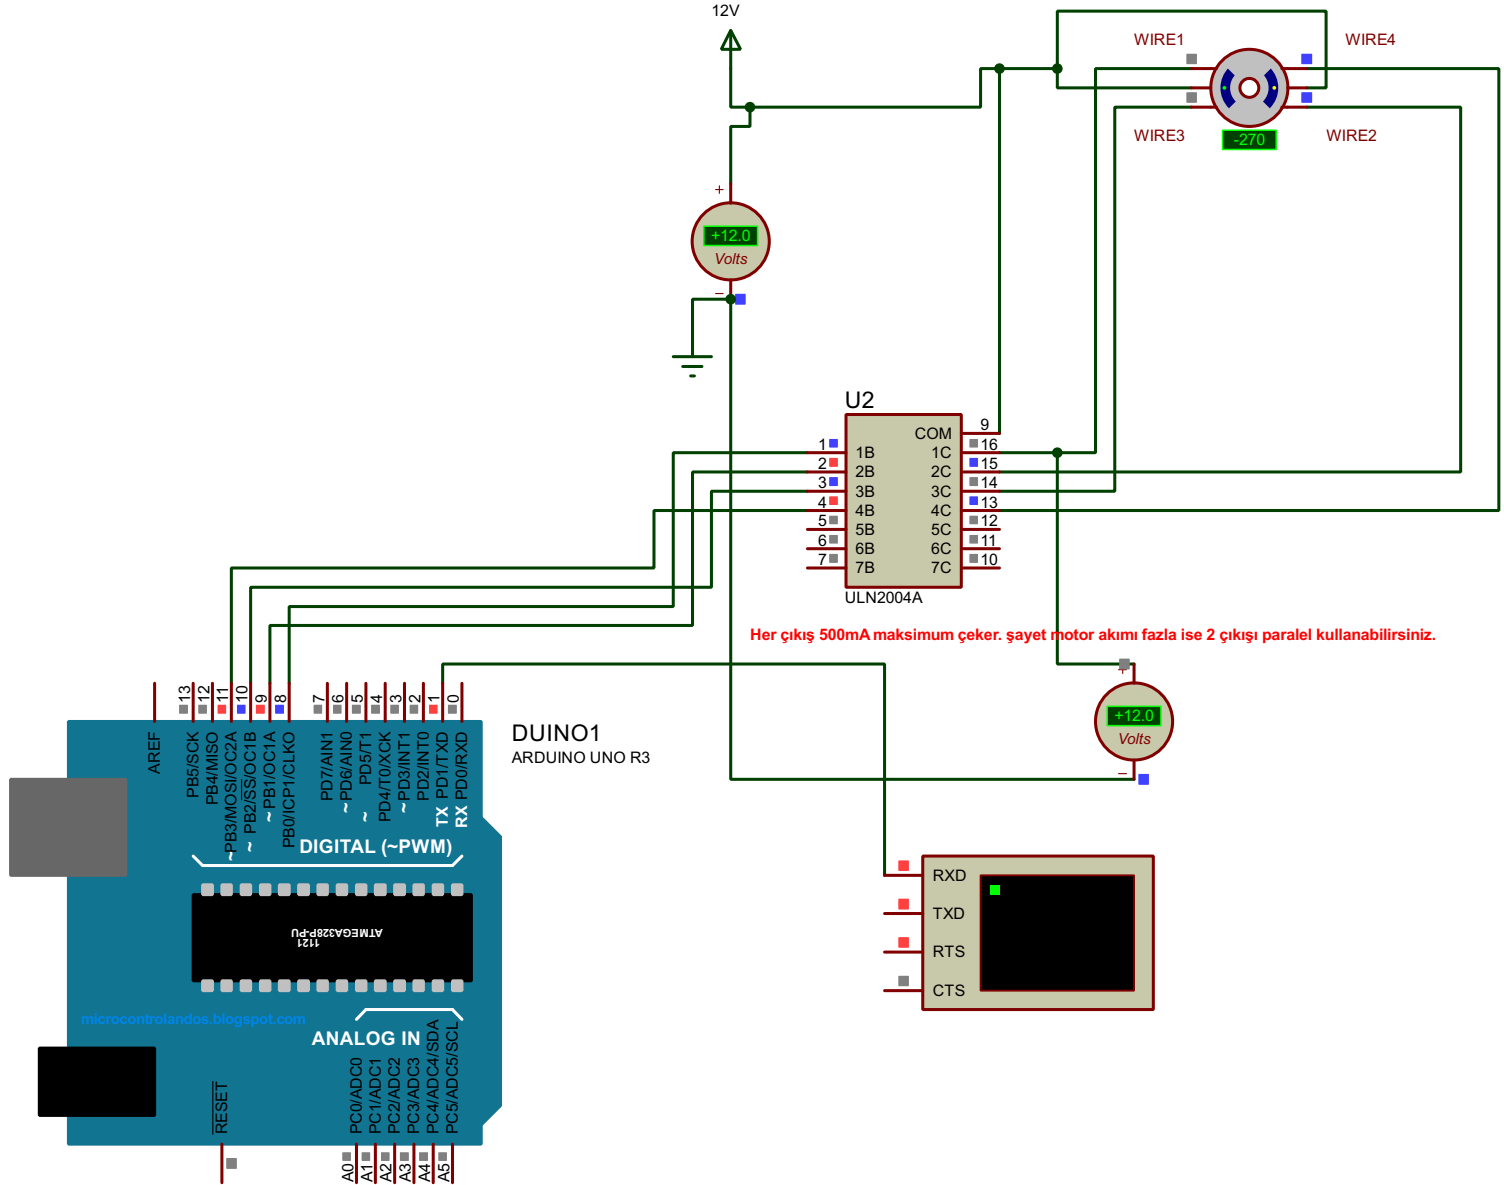 12V
WIRE1
WIRE4
WIRE3
WIRE2
-270
+
+12.0
Volts
−
U2
COM
9
1
1B
1C
16
2
2B
2C
15
3
3B
3C
14
4
4B
4C
13
5
5B
5C
12
6
6B
6C
11
7
7B
7C
10
ULN2004A
Her çıkış 500mA maksimum çeker. şayet motor akımı fazla ise 2 çıkışı paralel kullanabilirsiniz.
+
+12.0
Volts
−
13
12
11
10
9
8
7
6
5
4
3
2
1
0
DUINO1
ARDUINO UNO R3
AREF
PB5/SCK
PB4/MISO
~PB3/MOSI/OC2A
~ PB2/SS/OC1B
~ PB1/OC1A
PB0/ICP1/CLKO
PD7/AIN1
~ PD6/AIN0
~ PD5/T1
PD4/T0/XCK
~ PD3/INT1
PD2/INT0
TX PD1/TXD
RX PD0/RXD
DIGITAL (~PWM)
RXD
TXD
RTS
CTS
ATMEGA328P-PU
1121
microcontrolandos.blogspot.com
ANALOG IN
RESET
PC0/ADC0
PC1/ADC1
PC2/ADC2
PC3/ADC3
PC4/ADC4/SDA
PC5/ADC5/SCL
A0
A1
A2
A3
A4
A5